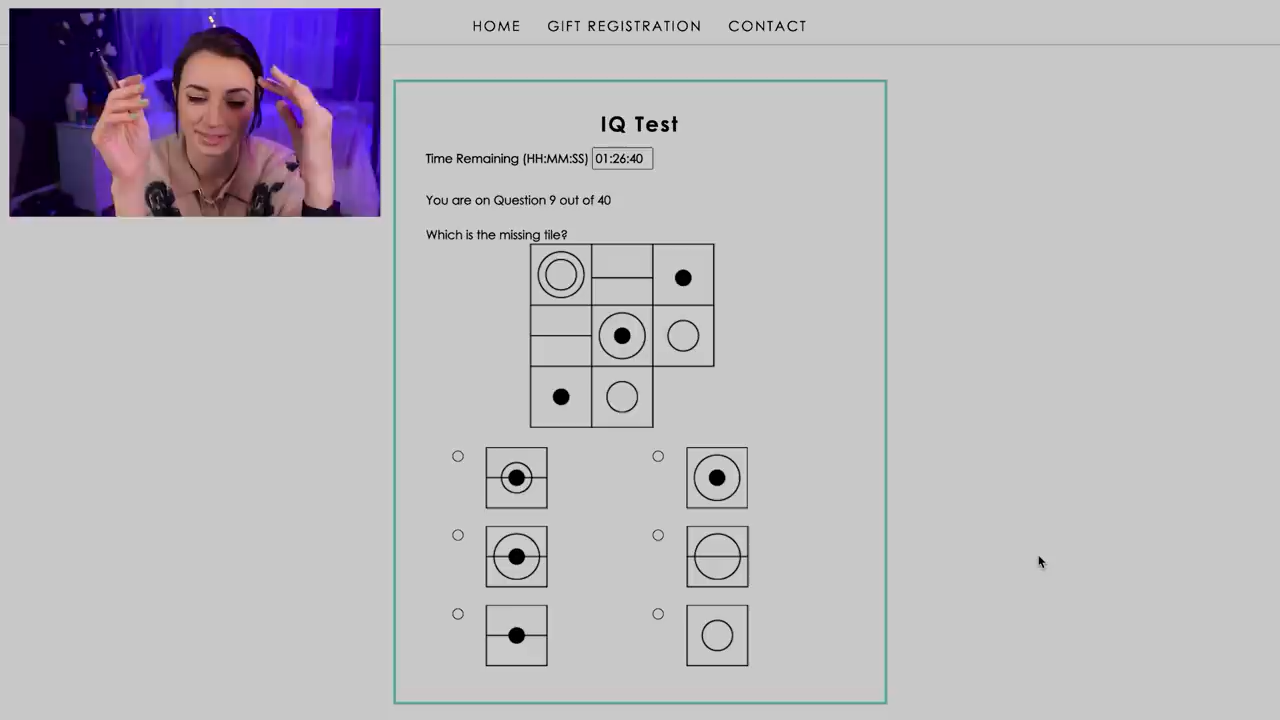 HOME GIFT REGISTRATION CONTACT
IQ Test
Time Remaining (HH:MM:SS) 01:26:40
You are on Question 9 out of 40
Which is the missing tile?